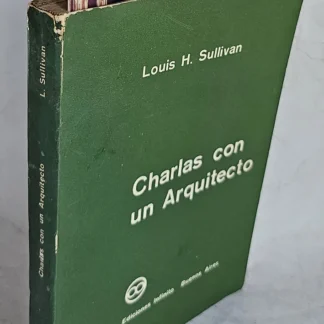 L. Sullivan
Charlas con un Arquitecto
Louis H. Sullivan
Charlas con
un Arquitecto
Ediciones Infinito Buenos Aires